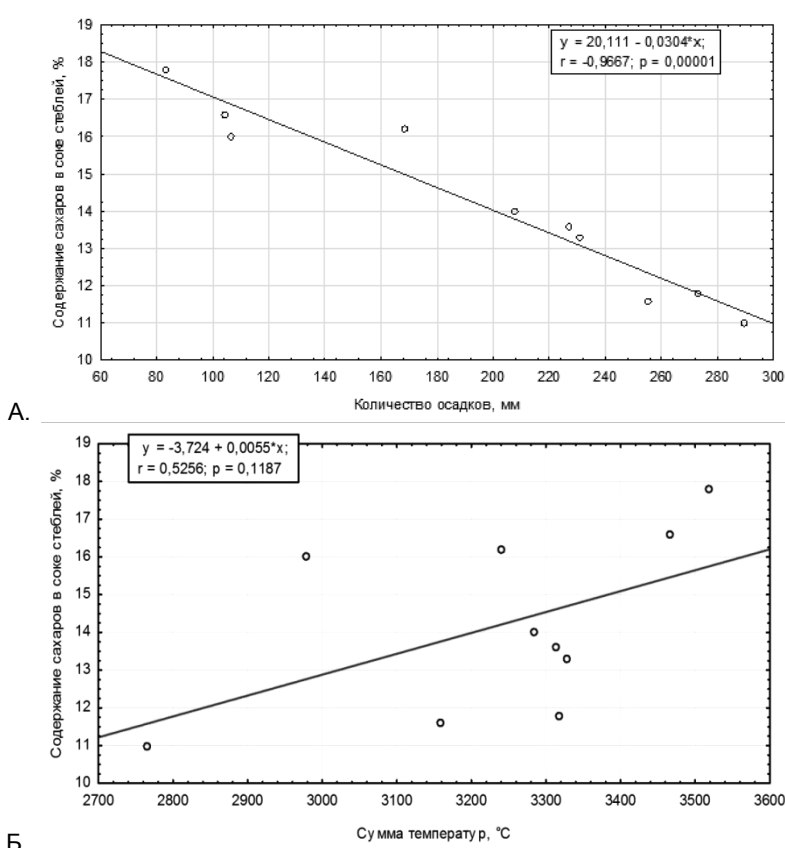 19
18
17
16
15
14
13
12
11
10
Содержание сахаров в соке стеблей, %
y = 20,111 - 0,0304*x;
r = -0,9667; p = 0,00001
60 80 100 120 140 160 180 200 220 240 260 280 300
Количество осадков, мм
А.
19
18
17
16
15
14
13
12
11
10
Содержание сахаров в соке стеблей, %
y = -3,724 + 0,0055*x;
r = 0,5256; p = 0,1187
2700 2800 2900 3000 3100 3200 3300 3400 3500 3600
Сумма температур, °С
Б